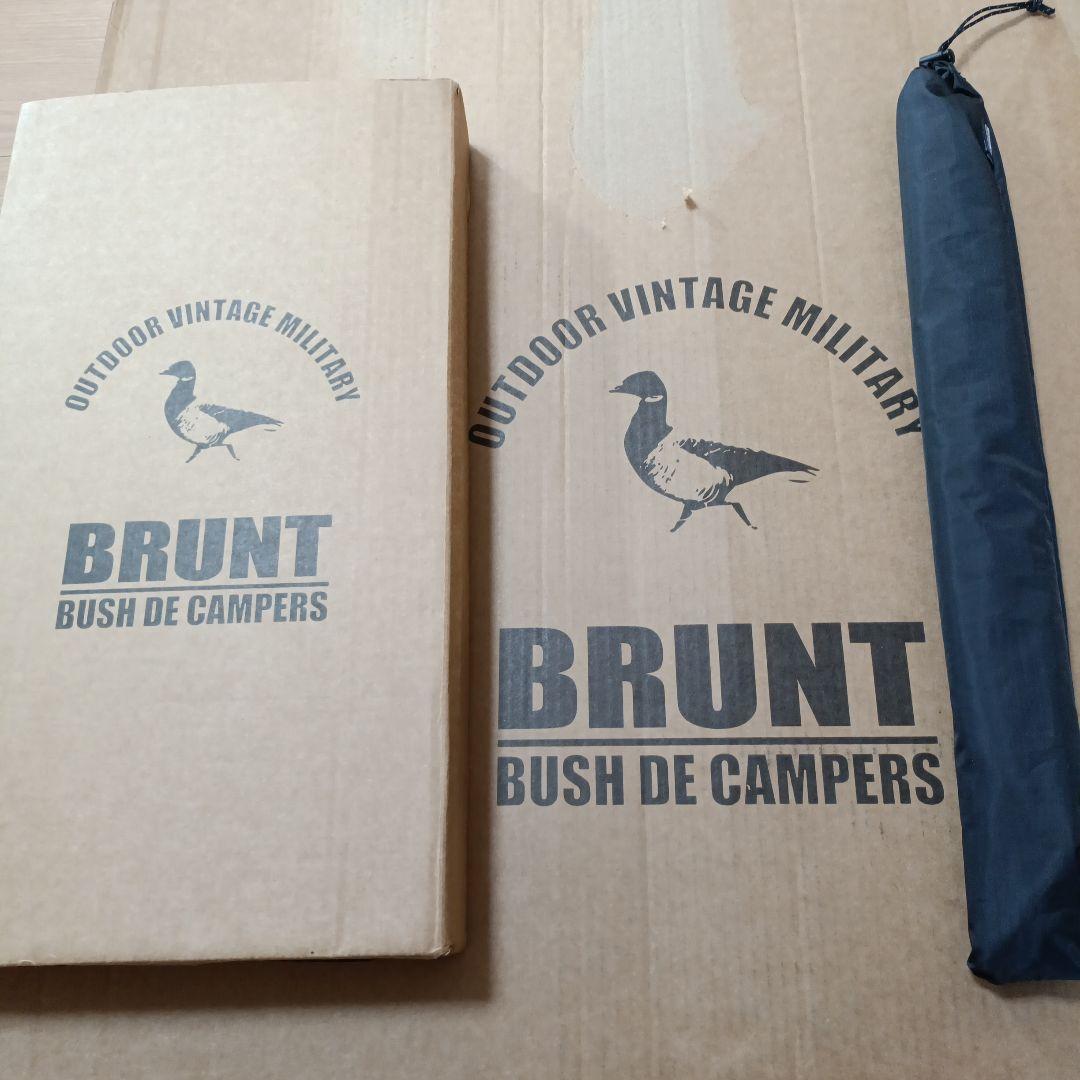 OUTDOOR VINTAGE MILITARY
BRUNT
BUSH DE CAMPERS
OUTDOOR VINTAGE MILITARY
BRUNT
BUSH DE CAMPERS